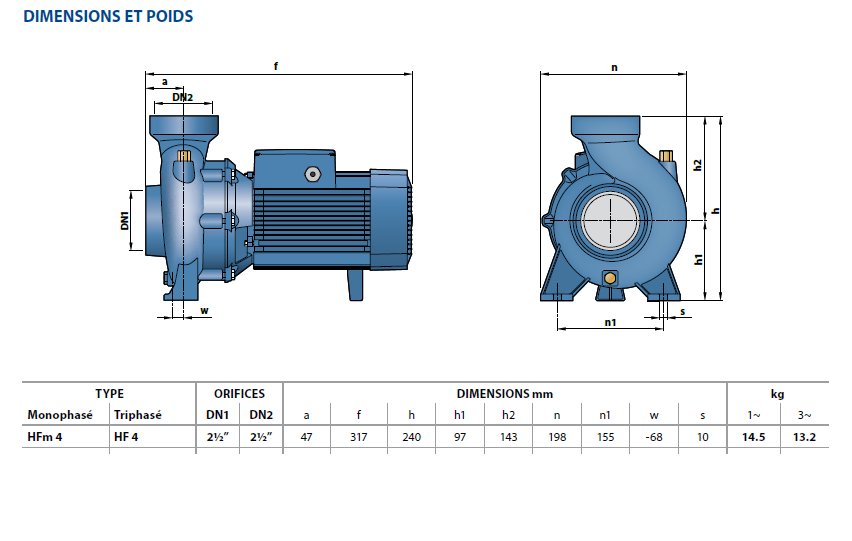 DIMENSIONS ET POIDS
f
n
a
DN2
h2
h
DN1
h1
w
s
n1
TYPE ORIFICES DIMENSIONS mm kg
Monophasé Triphasé DN1 DN2 a f h h1 h2 n n1 w s 1~ 3~
HFm 4 HF 4 2½” 2½” 47 317 240 97 143 198 155 -68 10 14.5 13.2